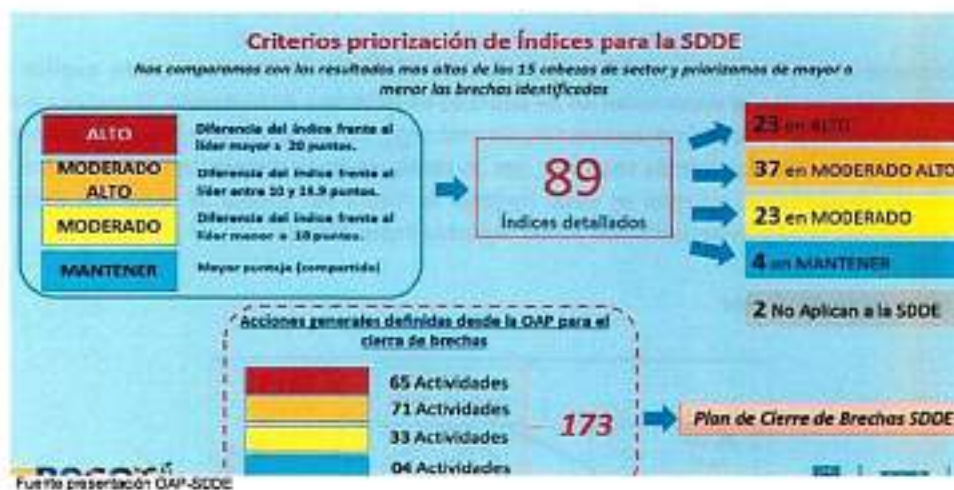 Criterios priorización de Índices para la SDDE
Nos comparamos con los resultados mas altos de las 15 cabezas de sector y priorizamos de mayor a
menor las brechas identificadas
ALTO
Diferencia del índice frente al
líder mayor a 20 puntos.
MODERADO
ALTO
Diferencia del índice frente al
líder entre 10 y 19.9 puntos.
MODERADO
Diferencia del índice frente al
líder menor a 10 puntos.
MANTENER
Mayor puntaje (compartido)
89
Índices detallados
23 en ALTO
37 en MODERADO ALTO
23 en MODERADO
4 en MANTENER
2 No Aplican a la SDDE
Acciones generales definidas desde la OAP para el
cierra de brechas
65 Actividades
71 Actividades
33 Actividades
04 Actividades
173
Plan de Cierre de Brechas SDDE
Fuente presentación OAP-SDDE